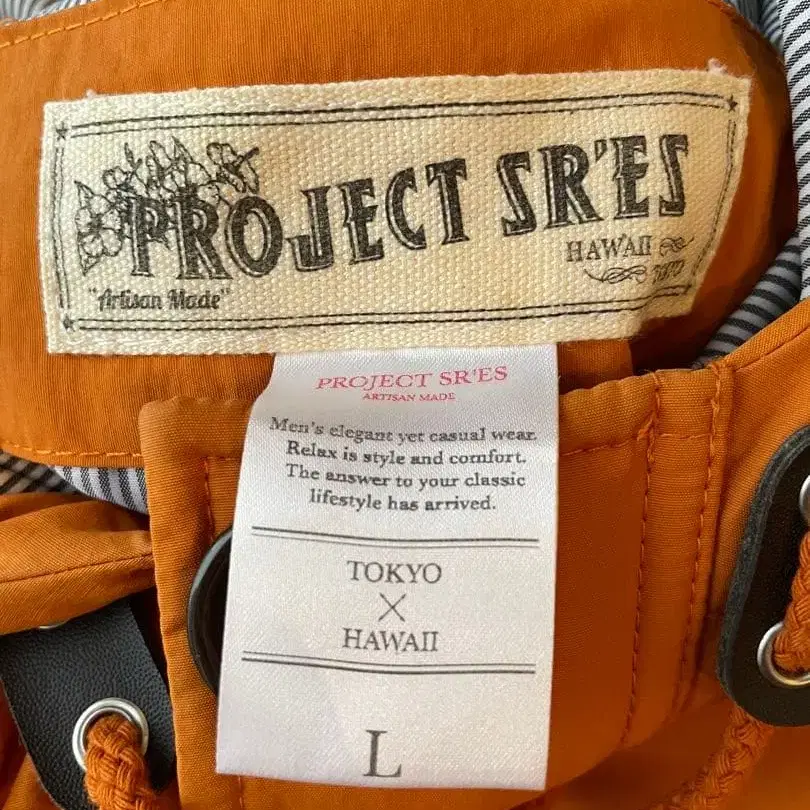 PROJECT SR'ES
HAWAII
"Artisan Made"
PROJECT SR'ES
ARTISAN MADE
Men's elegant yet casual wear.
Relax is style and comfort.
The answer to your classic
lifestyle has arrived.
TOKYO
×
HAWAII
L